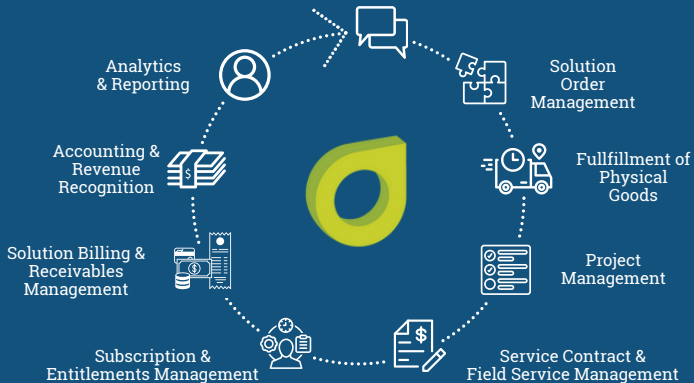 Solution
Order
Management
Fullfillment of
Physical
Goods
Project
Management
Service Contract &
Field Service Management
Subscription &
Entitlements Management
Solution Billing &
Receivables
Management
Accounting &
Revenue
Recognition
Analytics
& Reporting